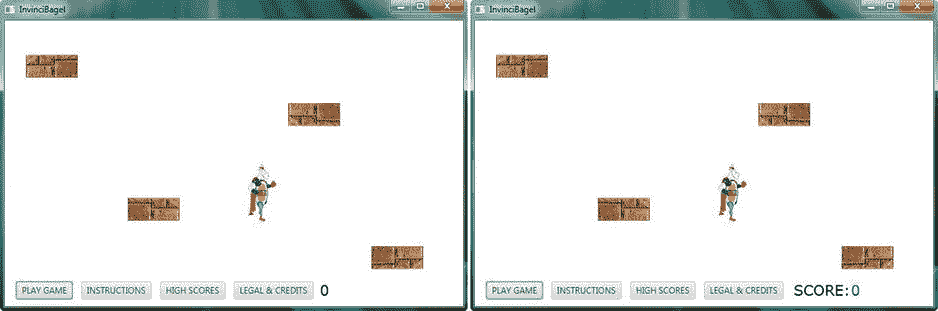 InvinciBagel
PLAY GAME INSTRUCTIONS HIGH SCORES LEGAL & CREDITS 0
InvinciBagel
PLAY GAME INSTRUCTIONS HIGH SCORES LEGAL & CREDITS SCORE:0